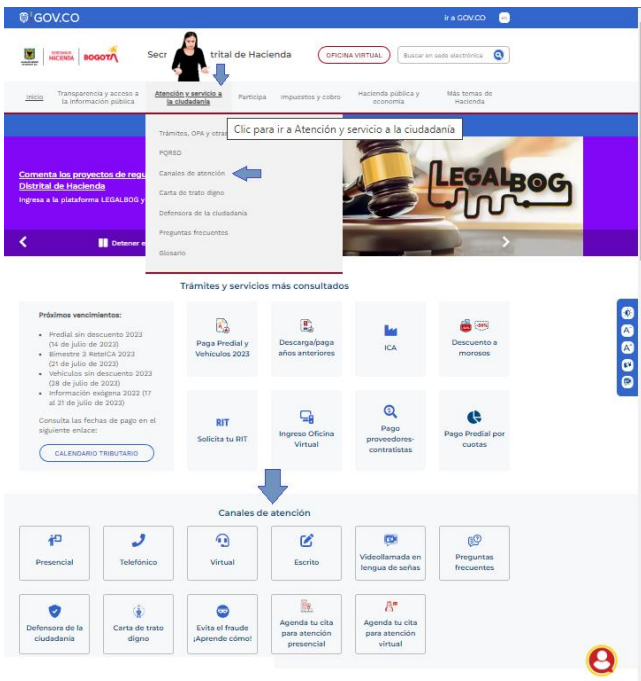 GOV.CO
ir a GOV.CO
HACIENDA
BOGOTÁ
Secr trital de Hacienda
OFICINA VIRTUAL
Buscar en sede electrónica
Inicio
Transparencia y acceso a
la información pública
Atención y servicio a
la ciudadanía
Participa
Impuestos y cobro
Hacienda pública y
economía
Más temas de
Hacienda
Trámites, OPA y otras
Clic para ir a Atención y servicio a la ciudadanía
PQRSD
Canales de atención
Carta de trato digno
Defensora de la ciudadanía
Preguntas frecuentes
Glosario
Comenta los proyectos de regu
Distrital de Hacienda
Ingresa a la plataforma LEGALBOG y
Detener e
LEGALBOG
Trámites y servicios más consultados
Próximos vencimientos:
• Predial sin descuento 2023
(14 de julio de 2023)
• Bimestre 3 ReteICA 2023
(21 de julio de 2023)
• Vehículos sin descuento 2023
(28 de julio de 2023)
• Información exógena 2022 (17
al 31 de julio de 2023)
Consulta las fechas de pago en el
siguiente enlace:
CALENDARIO TRIBUTARIO
Paga Predial y
Vehículos 2023
Descarga/paga
años anteriores
ICA
Descuento a
morosos
RIT
Solicita tu RIT
Ingreso Oficina
Virtual
Pago
proveedores-
contratistas
Pago Predial por
cuotas
Canales de atención
Presencial
Telefónico
Virtual
Escrito
Videollamada en
lengua de señas
Preguntas
frecuentes
Defensora de la
ciudadanía
Carta de trato
digno
Evita el fraude
¡Aprende cómo!
Agenda tu cita
para atención
presencial
Agenda tu cita
para atención
virtual